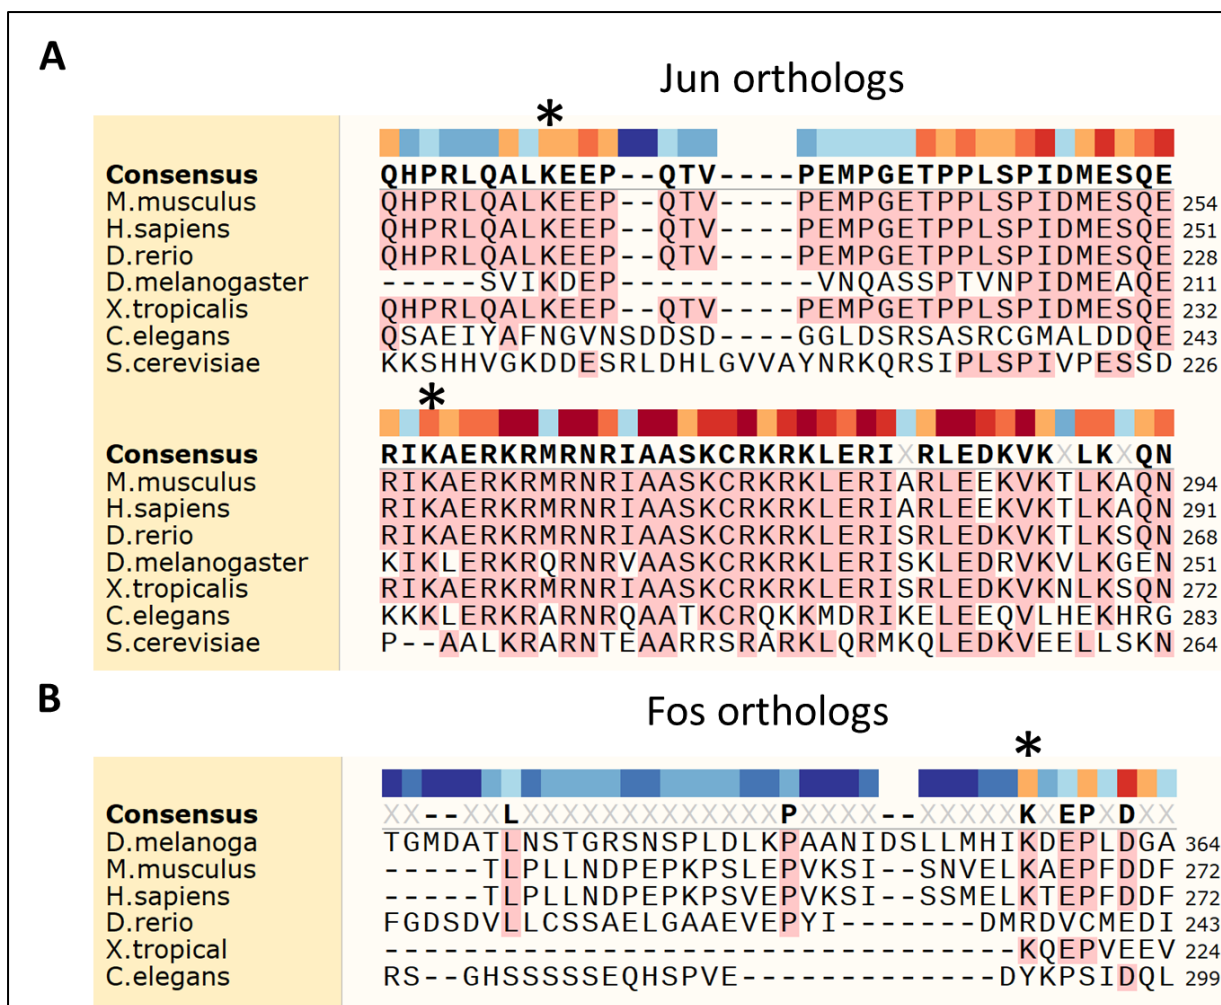 A
Jun orthologs
*
Consensus QHPRLQALKEEP--QTV----PEMPGETPPLSPIDMESQE
M.musculus QHPRLQALKEEP--QTV----PEMPGETPPLSPIDMESQE 254
H.sapiens QHPRLQALKEEP--QTV----PEMPGETPPLSPIDMESQE 251
D.rerio QHPRLQALKEEP--QTV----PEMPGETPPLSPIDMESQE 228
D.melanogaster -----SVIKDEP----------VNQASSPTVNPIDMEAQE 211
X.tropicalis QHPRLQALKEEP--QTV----PEMPGETPPLSPIDMESQE 232
C.elegans QSAEIYAFNGVNSDDSD----GGLDSRSASRCGMALDDQE 243
S.cerevisiae KKSHHVGKDDESRLDHLGVVAYNRKQRSIPLSPIVPESSD 226
*
Consensus RIKAERKRMRNRIAASKCRKRKLERIXRLEDKVKXLKXQN
M.musculus RIKAERKRMRNRIAASKCRKRKLERIARLEEKVKTLKAQN 294
H.sapiens RIKAERKRMRNRIAASKCRKRKLERIARLEEKVKTLKAQN 291
D.rerio RIKAERKRMRNRIAASKCRKRKLERISRLEDKVKTLKSQN 268
D.melanogaster KIKLERKRQRNRVAASKCRKRKLERISKLEDRVKVLKGEN 251
X.tropicalis RIKAERKRMRNRIAASKCRKRKLERISRLEDKVKNLKSQN 272
C.elegans KKKLERKRARNRQAATKCRQKKMDRIKELEEQVLHEKHRG 283
S.cerevisiae P--AALKRARNTEAARRSRARKLQRMKQLEDKVEELLSKN 264
B
Fos orthologs
*
Consensus XX--XXLXXXXXXXXXXXXXPXXXX--XXXXXKXEPXDXX
D.melanoga TGMDATLNSTGRSNSPLDLKPAANIDSLLMHIKDEPLDGA 364
M.musculus -----TLPLLNDPEPKPSLEPVKSI--SNVELKAEPFDDF 272
H.sapiens -----TLPLLNDPEPKPSVEPVKSI--SSMELKTEPFDDF 272
D.rerio FGDSDVLLCSSAELGAAEVEPYI-------DMRDVCMEDI 243
X.tropical --------------------------------KQEPVEEV 224
C.elegans RS--GHSSSSSEQHSPVE-------------DYKPSIDQL 299